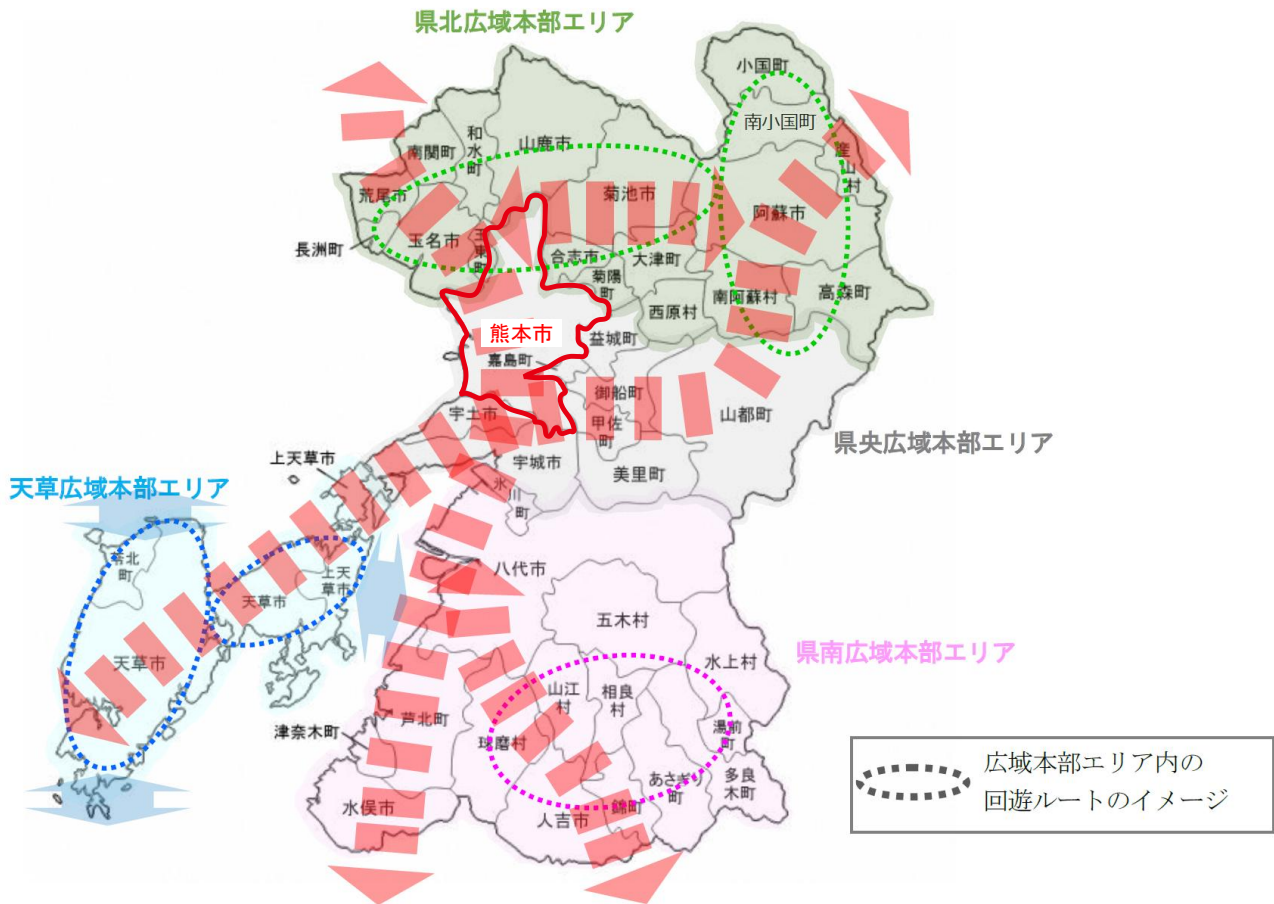 県北広域本部エリア
小国町
南小国町
産山村
和水町
山鹿市
南関町
菊池市
荒尾市
阿蘇市
玉名市
長洲町
玉東町
合志市
大津町
菊陽町
南阿蘇村
高森町
西原村
熊本市
益城町
嘉島町
御船町
宇土市
甲佐町
山都町
県央広域本部エリア
上天草市
宇城市
美里町
天草広域本部エリア
氷川町
苓北町
八代市
上天草市
天草市
五木村
県南広域本部エリア
水上村
天草市
山江村
相良村
芦北町
津奈木町
球磨村
湯前町
あさぎり町
多良木町
水俣市
人吉市
錦町
広域本部エリア内の
回遊ルートのイメージ